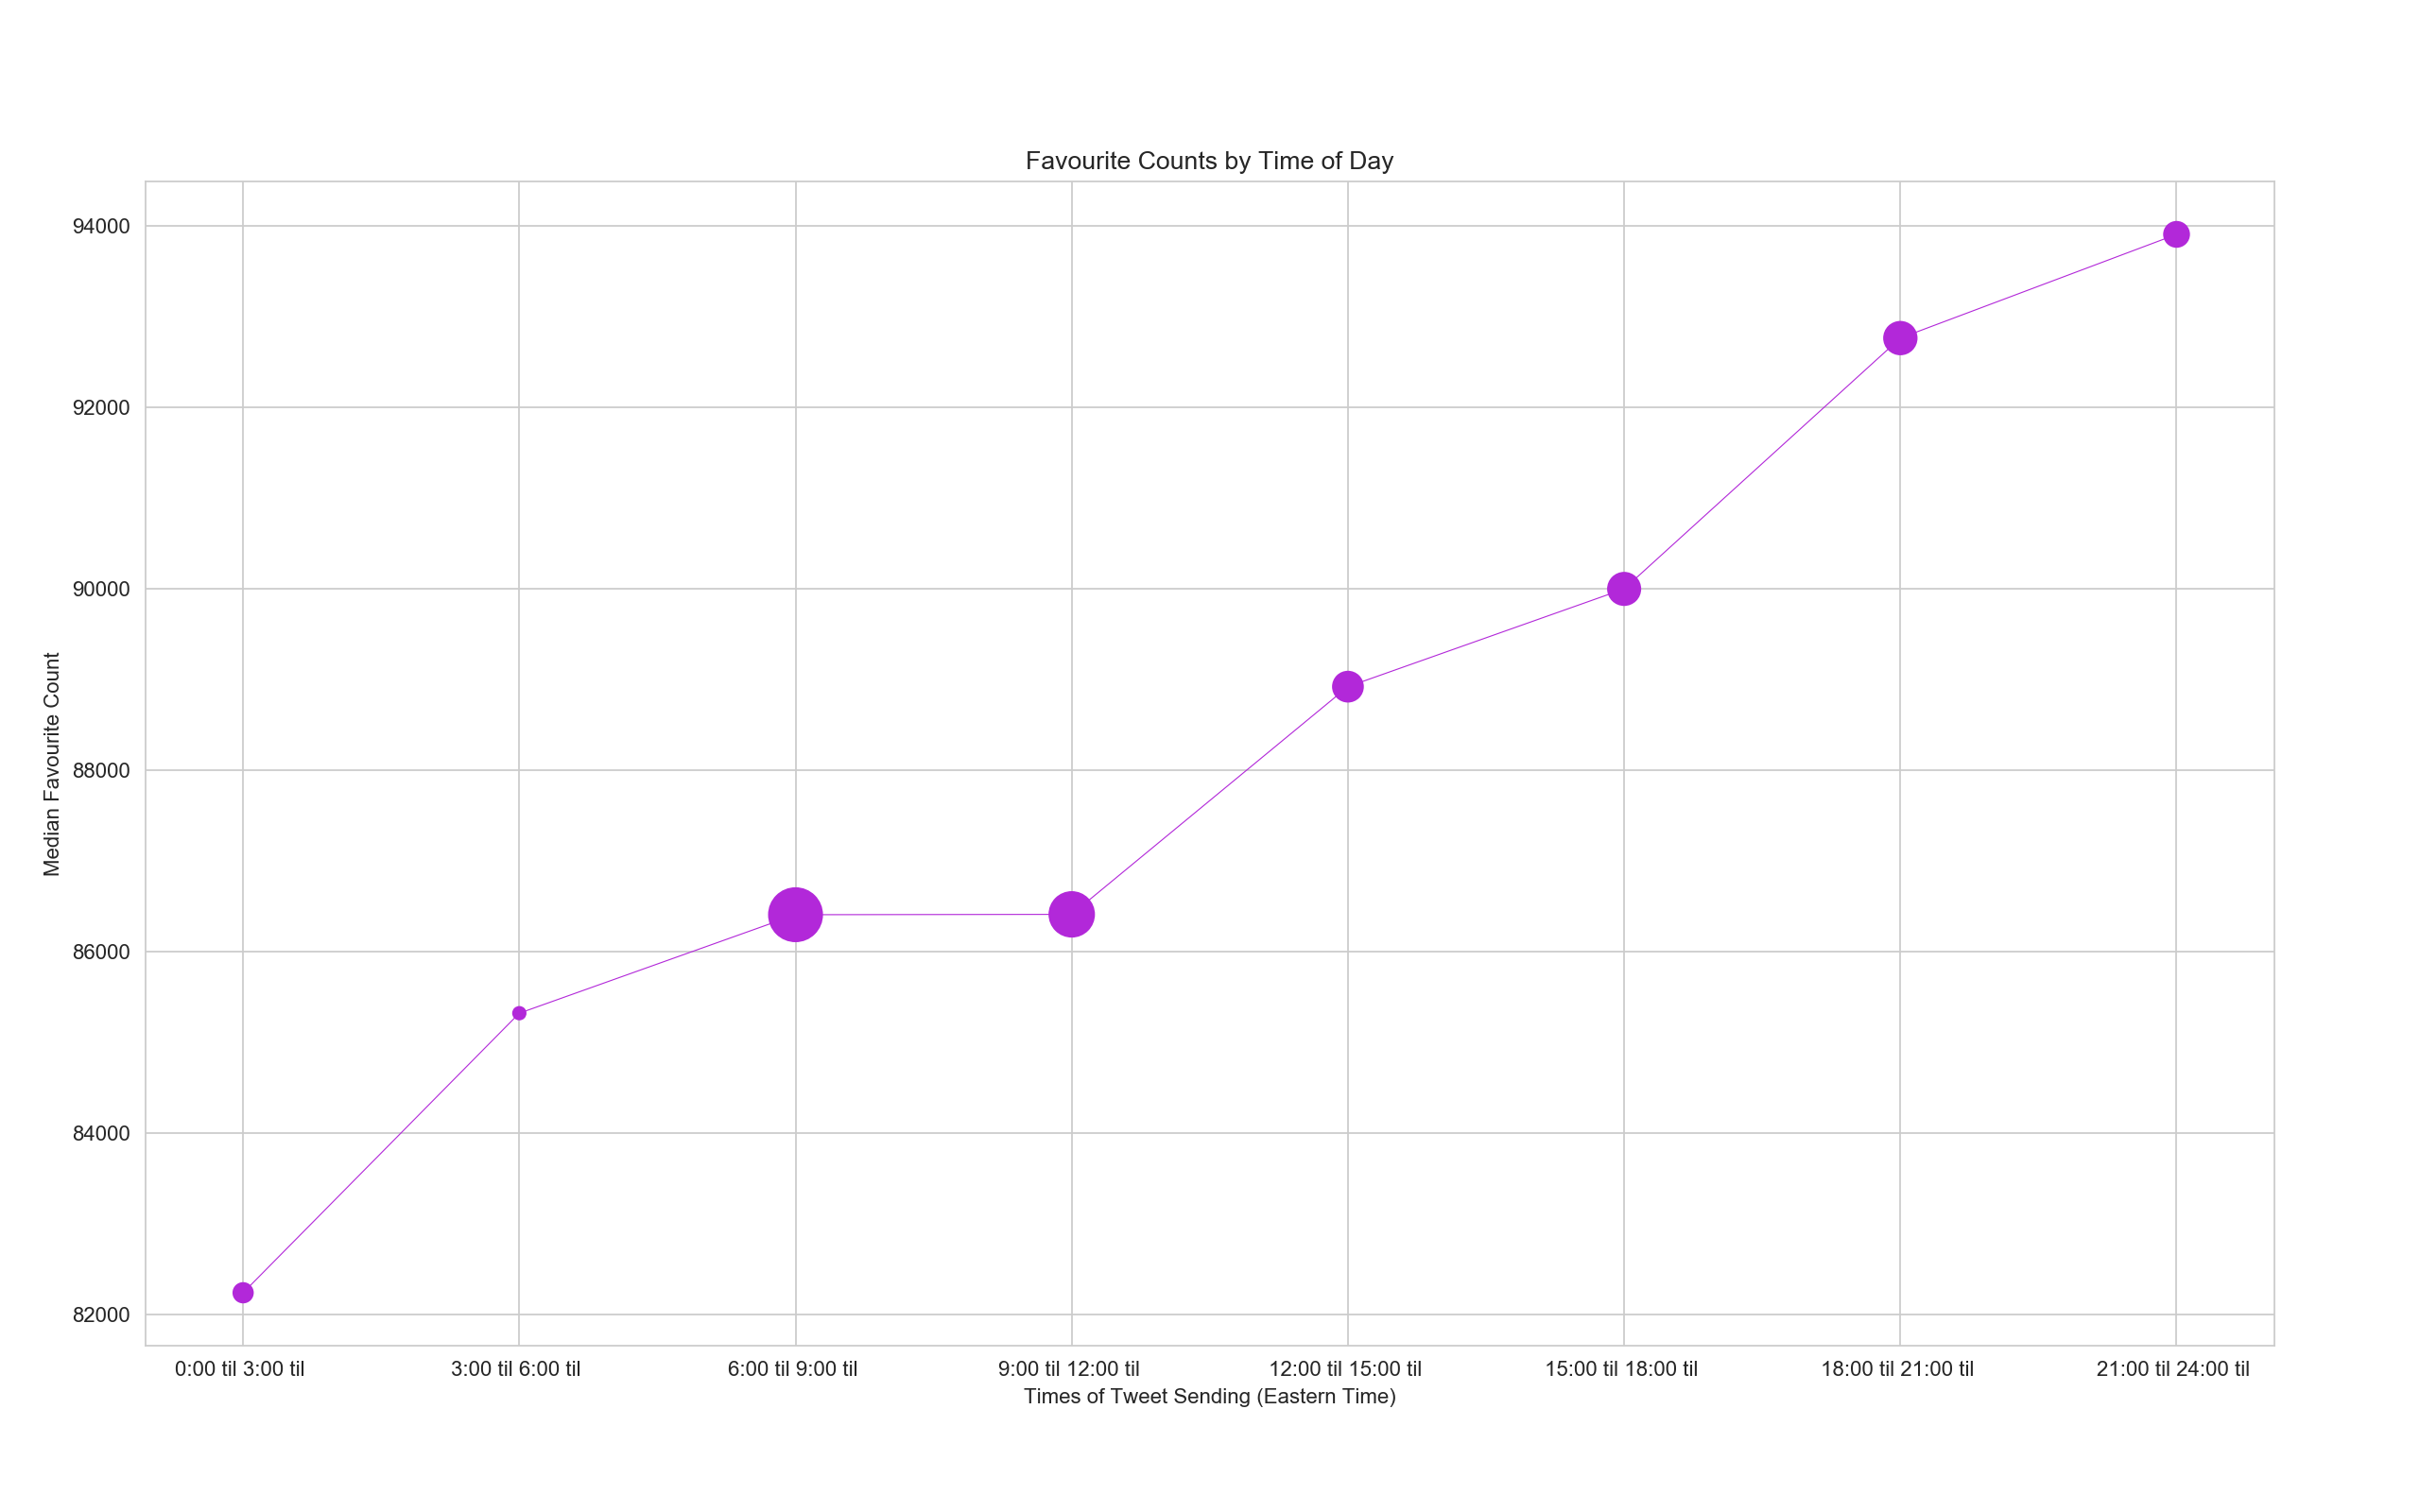 Favourite Counts by Time of Day
94000
92000
90000
88000
86000
84000
82000
Median Favourite Count
0:00 til 3:00 til
3:00 til 6:00 til
6:00 til 9:00 til
9:00 til 12:00 til
12:00 til 15:00 til
15:00 til 18:00 til
18:00 til 21:00 til
21:00 til 24:00 til
Times of Tweet Sending (Eastern Time)